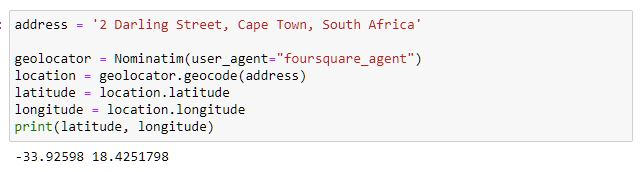 address = '2 Darling Street, Cape Town, South Africa'
geolocator = Nominatim(user_agent="foursquare_agent")
location = geolocator.geocode(address)
latitude = location.latitude
longitude = location.longitude
print(latitude, longitude)
-33.92598 18.4251798